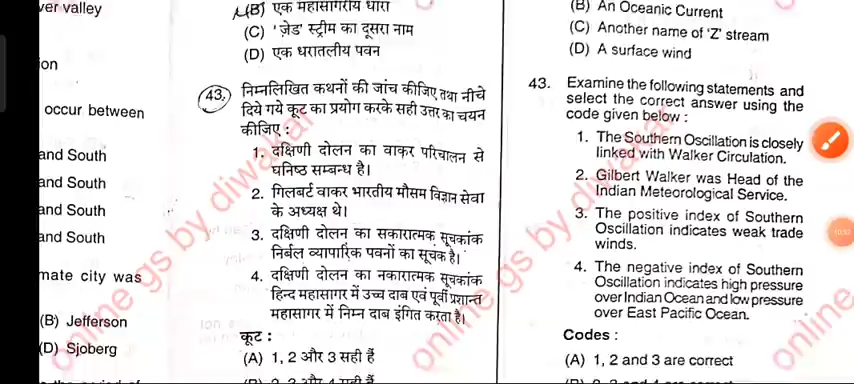 ver valley
on
occur between
and South
and South
and South
and South
mate city was
(B) Jefferson
(D) Sjoberg
(B) एक महासागरीय धारा
(C) 'ज़ेड' स्ट्रीम का दूसरा नाम
(D) एक धरातलीय पवन
43. निम्नलिखित कथनों की जांच कीजिए तथा नीचे
दिये गये कूट का प्रयोग करके सही उत्तर का चयन
कीजिए :
1. दक्षिणी दोलन का वाकर परिचालन से
घनिष्ठ सम्बन्ध है।
2. गिलबर्ट वाकर भारतीय मौसम विज्ञान सेवा
के अध्यक्ष थे।
3. दक्षिणी दोलन का सकारात्मक सूचकांक
निर्बल व्यापारिक पवनों का सूचक है।
4. दक्षिणी दोलन का नकारात्मक सूचकांक
हिन्द महासागर में उच्च दाब एवं पूर्वी प्रशान्त
महासागर में निम्न दाब इंगित करता है।
कूट :
(A) 1, 2 और 3 सही हैं
(B) An Oceanic Current
(C) Another name of 'Z' stream
(D) A surface wind
43. Examine the following statements and
select the correct answer using the
code given below :
1. The Southern Oscillation is closely
linked with Walker Circulation.
2. Gilbert Walker was Head of the
Indian Meteorological Service.
3. The positive index of Southern
Oscillation indicates weak trade
winds.
4. The negative index of Southern
Oscillation indicates high pressure
over Indian Ocean and low pressure
over East Pacific Ocean.
Codes :
(A) 1, 2 and 3 are correct
online gs by diwakar
online gs by diwakar
online